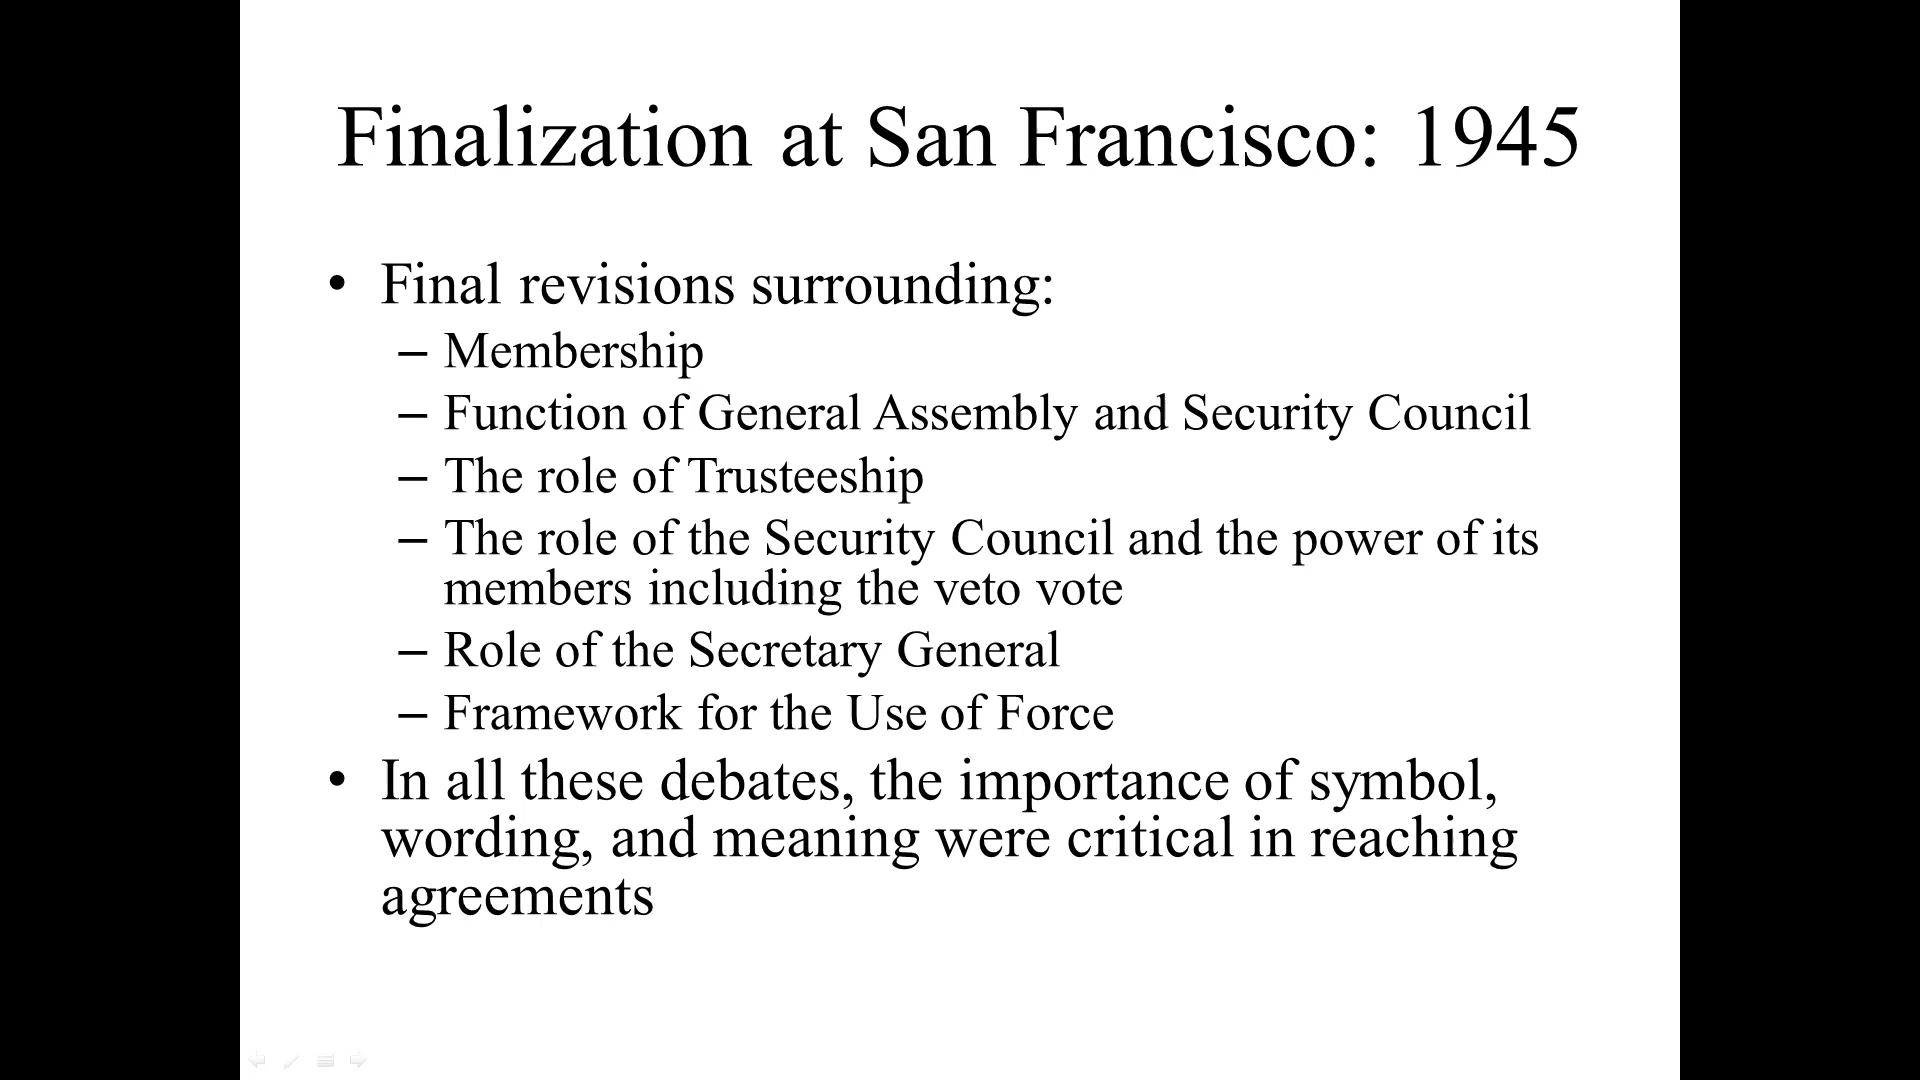 Finalization at San Francisco: 1945
• Final revisions surrounding:
– Membership
– Function of General Assembly and Security Council
– The role of Trusteeship
– The role of the Security Council and the power of its
members including the veto vote
– Role of the Secretary General
– Framework for the Use of Force
• In all these debates, the importance of symbol,
wording, and meaning were critical in reaching
agreements